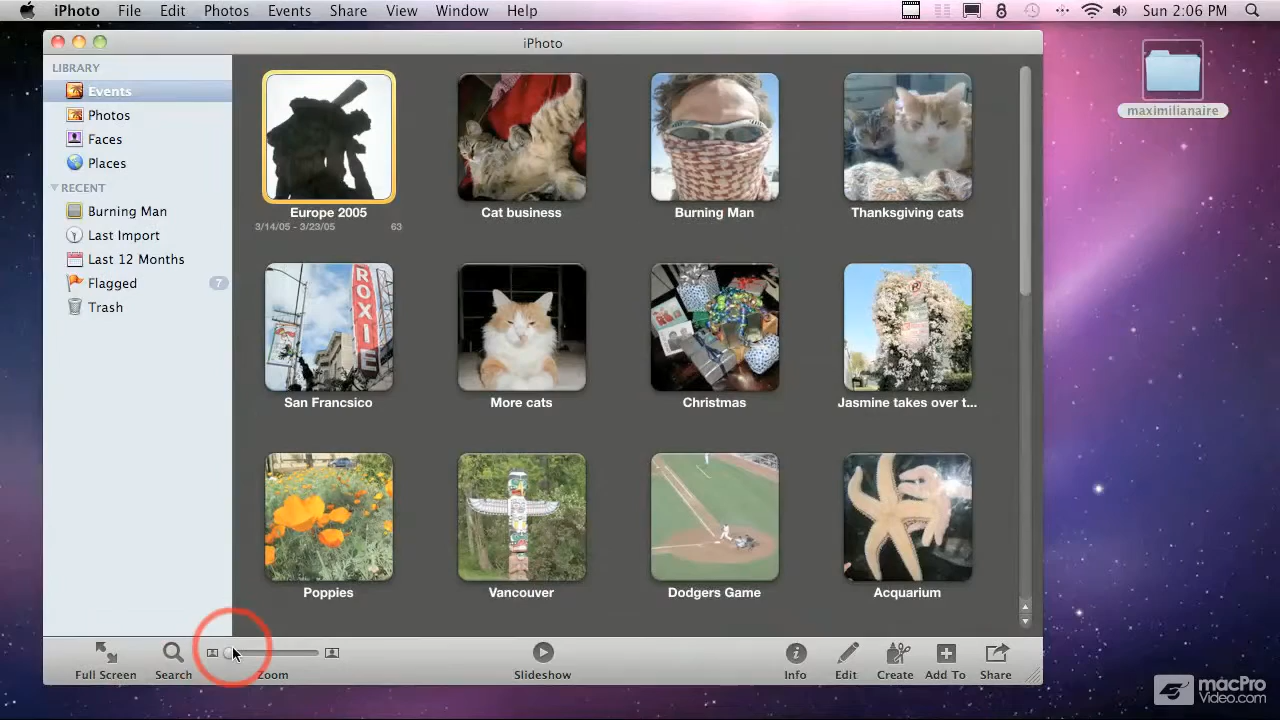 iPhoto File Edit Photos Events Share View Window Help Sun 2:06 PM
iPhoto
LIBRARY
Events
Photos
Faces
Places
RECENT
Burning Man
Last Import
Last 12 Months
Flagged 7
Trash
Europe 2005 Cat business Burning Man Thanksgiving cats
3/14/05 - 3/23/05 63
ROXIE
San Francsico More cats Christmas Jasmine takes over t...
Poppies Vancouver Dodgers Game Acquarium
Full Screen Search Zoom Slideshow Info Edit Create Add To Share
maximilianaire
macPro
Video.com